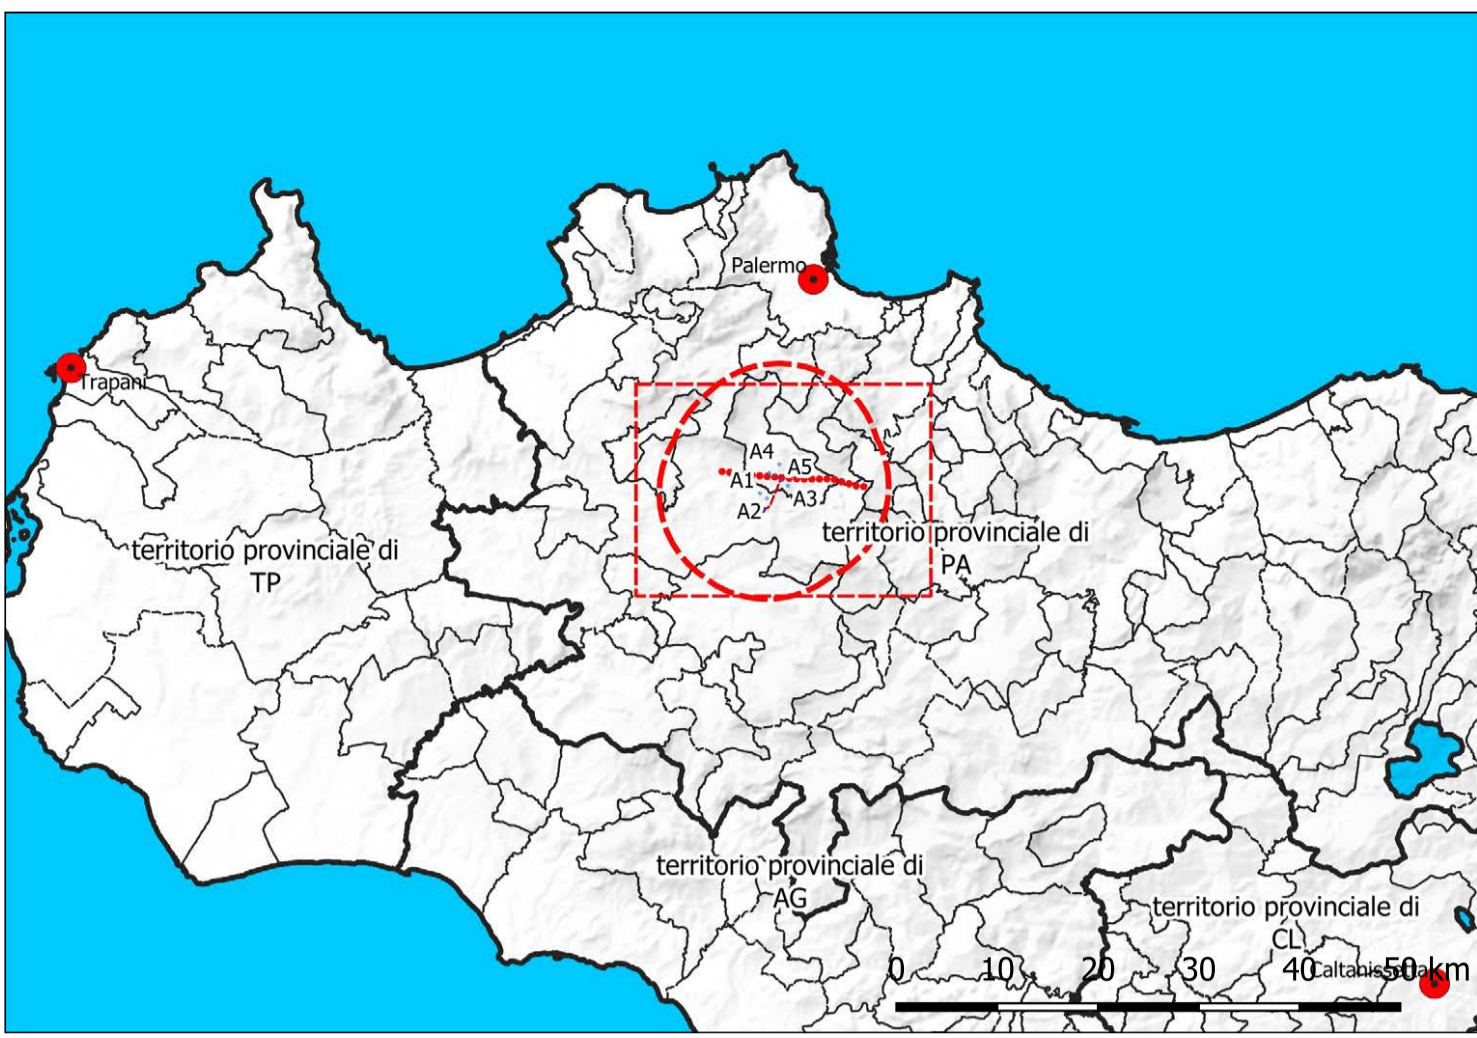 Palermo
Trapani
A4
A5
A1
A3
A2
territorio provinciale di
PA
territorio provinciale di
TP
territorio provinciale di
AG
territorio provinciale di
CL
0 10 20 30 40 50 km
Caltanissetta